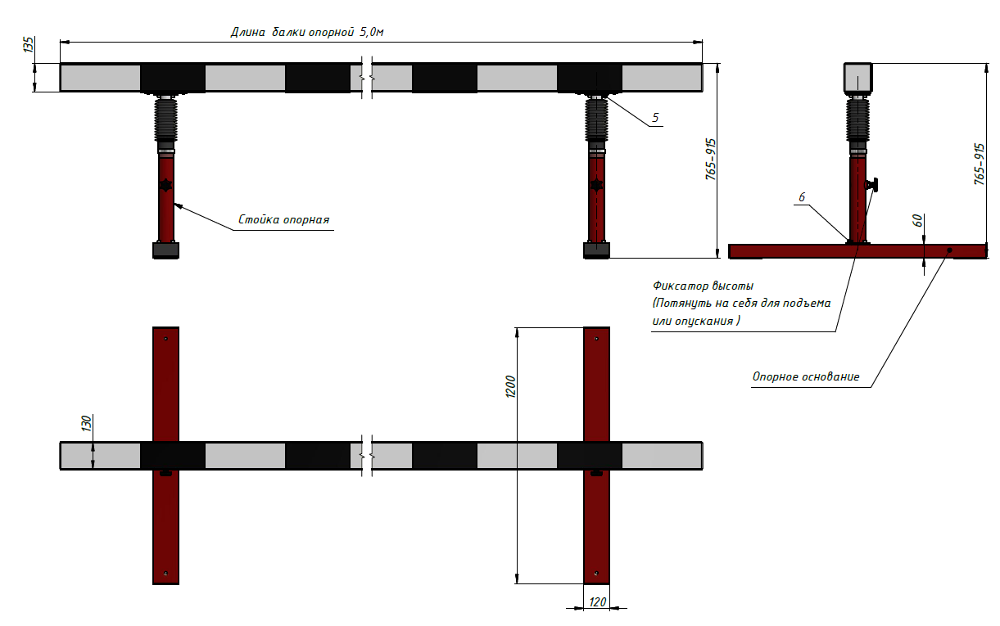 Длина балки опорной 5,0м
135
5
765-915
Стойка опорная
765-915
6
60
Фиксатор высоты
(Потянуть на себя для подъема
или опускания )
Опорное основание
130
1200
120